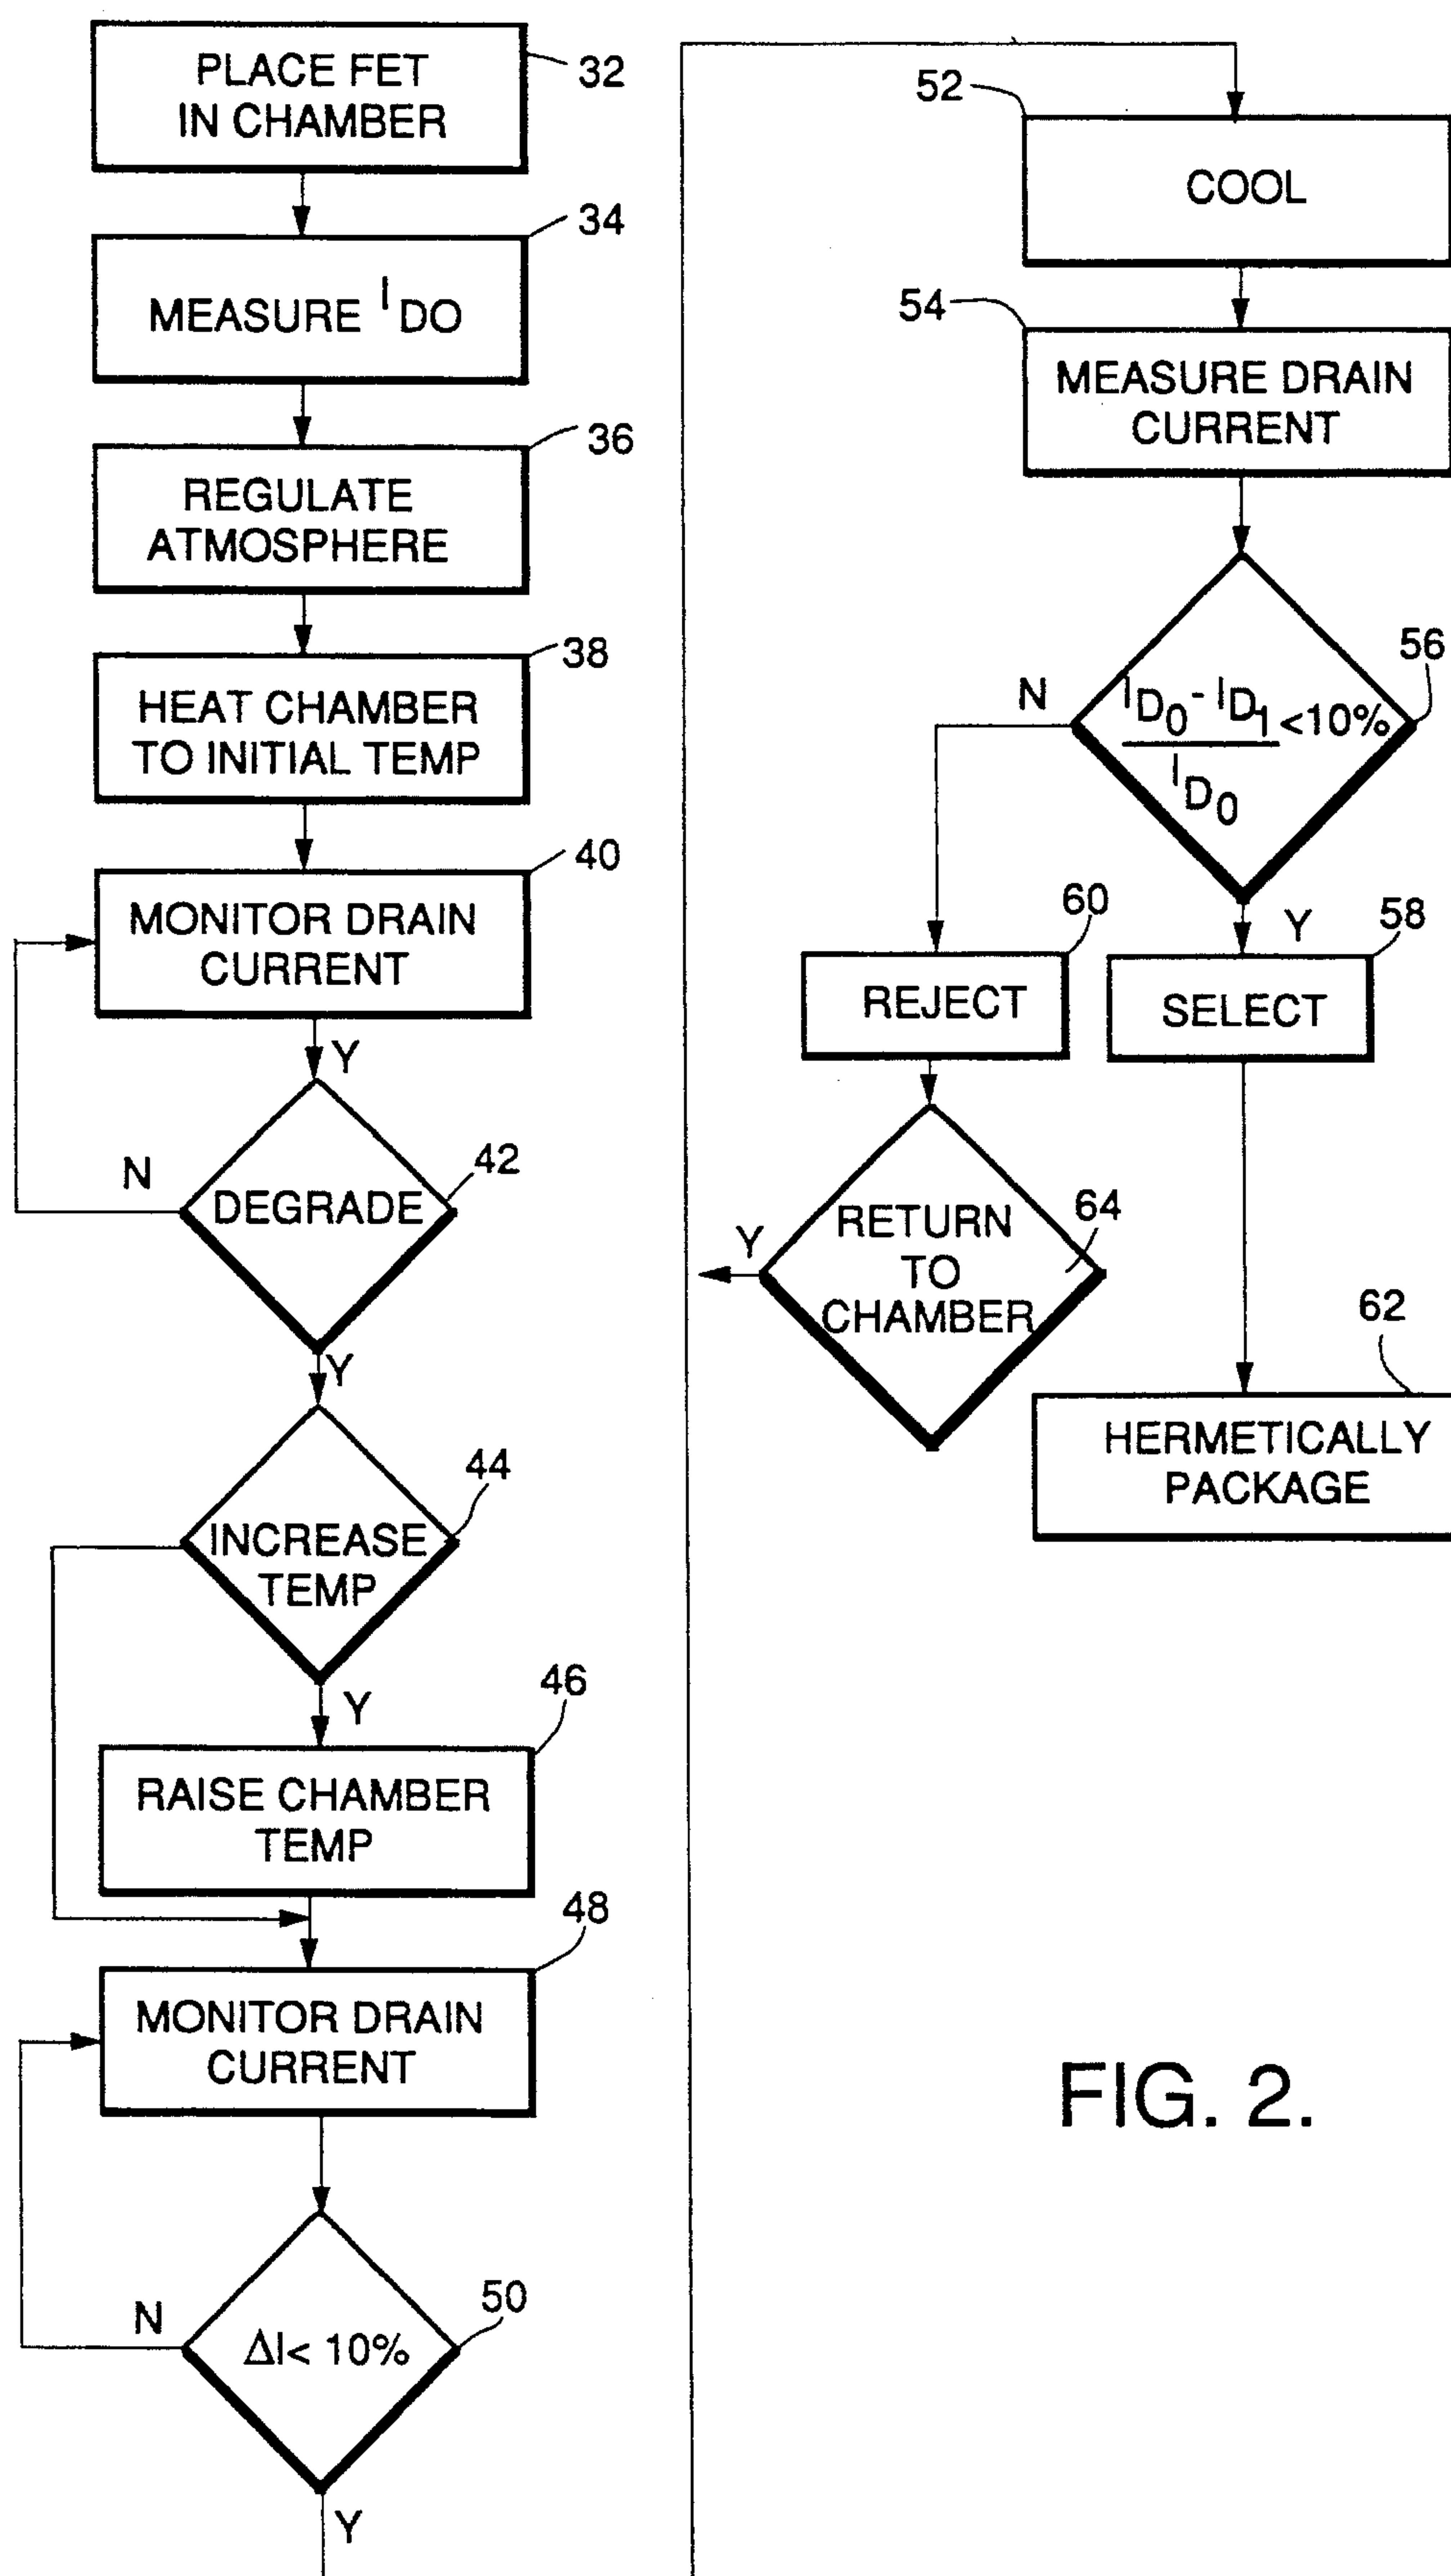 PLACE FET
IN CHAMBER
32
34
MEASURE IDO
36
REGULATE
ATMOSPHERE
38
HEAT CHAMBER
TO INITIAL TEMP
40
MONITOR DRAIN
CURRENT
Y
42
N
DEGRADE
Y
44
INCREASE
TEMP
Y
46
RAISE CHAMBER
TEMP
48
MONITOR DRAIN
CURRENT
50
N
ΔI< 10%
Y
52
COOL
54
MEASURE DRAIN
CURRENT
56
N
ID0 - ID1 <10%
ID0
Y
60
58
REJECT
SELECT
64
Y
RETURN
TO
CHAMBER
62
HERMETICALLY
PACKAGE
FIG. 2.